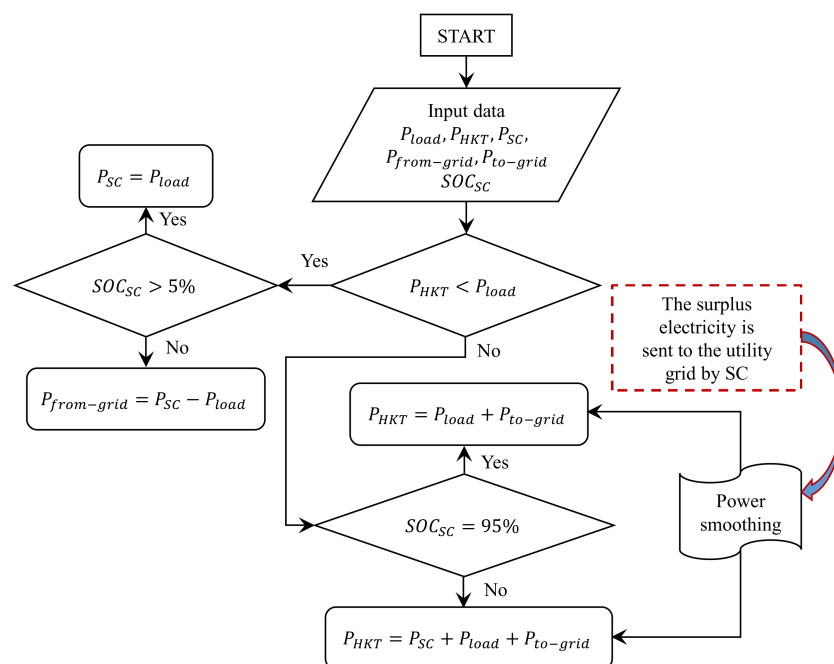 START
Input data
P_load, P_HKT, P_SC,
P_from-grid, P_to-grid
SOC_SC
P_SC = P_load
Yes
SOC_SC > 5%
Yes
P_HKT < P_load
No
P_from-grid = P_SC − P_load
No
The surplus
electricity is
sent to the utility
grid by SC
P_HKT = P_load + P_to-grid
Yes
SOC_SC = 95%
Power
smoothing
No
P_HKT = P_SC + P_load + P_to-grid